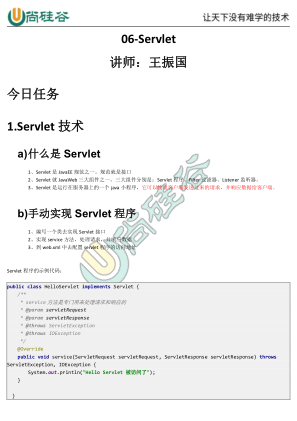 尚硅谷
让天下没有难学的技术
06-Servlet
讲师：王振国
今日任务
1.Servlet 技术
a)什么是 Servlet
1、Servlet 是 JavaEE 规范之一。规范就是接口
2、Servlet 就 JavaWeb 三大组件之一。三大组件分别是：Servlet 程序、Filter 过滤器、Listener 监听器。
3、Servlet 是运行在服务器上的一个 java 小程序，它可以接收客户端发送过来的请求，并响应数据给客户端。
b)手动实现 Servlet 程序
1、编写一个类去实现 Servlet 接口
2、实现 service 方法，处理请求，并响应数据
3、到 web.xml 中去配置 servlet 程序的访问地址
Servlet 程序的示例代码：
public class HelloServlet implements Servlet {
/**
* service 方法是专门用来处理请求和响应的
* @param servletRequest
* @param servletResponse
* @throws ServletException
* @throws IOException
*/
@Override
public void service(ServletRequest servletRequest, ServletResponse servletResponse) throws
ServletException, IOException {
System.out.println("Hello Servlet 被访问了");
}
}